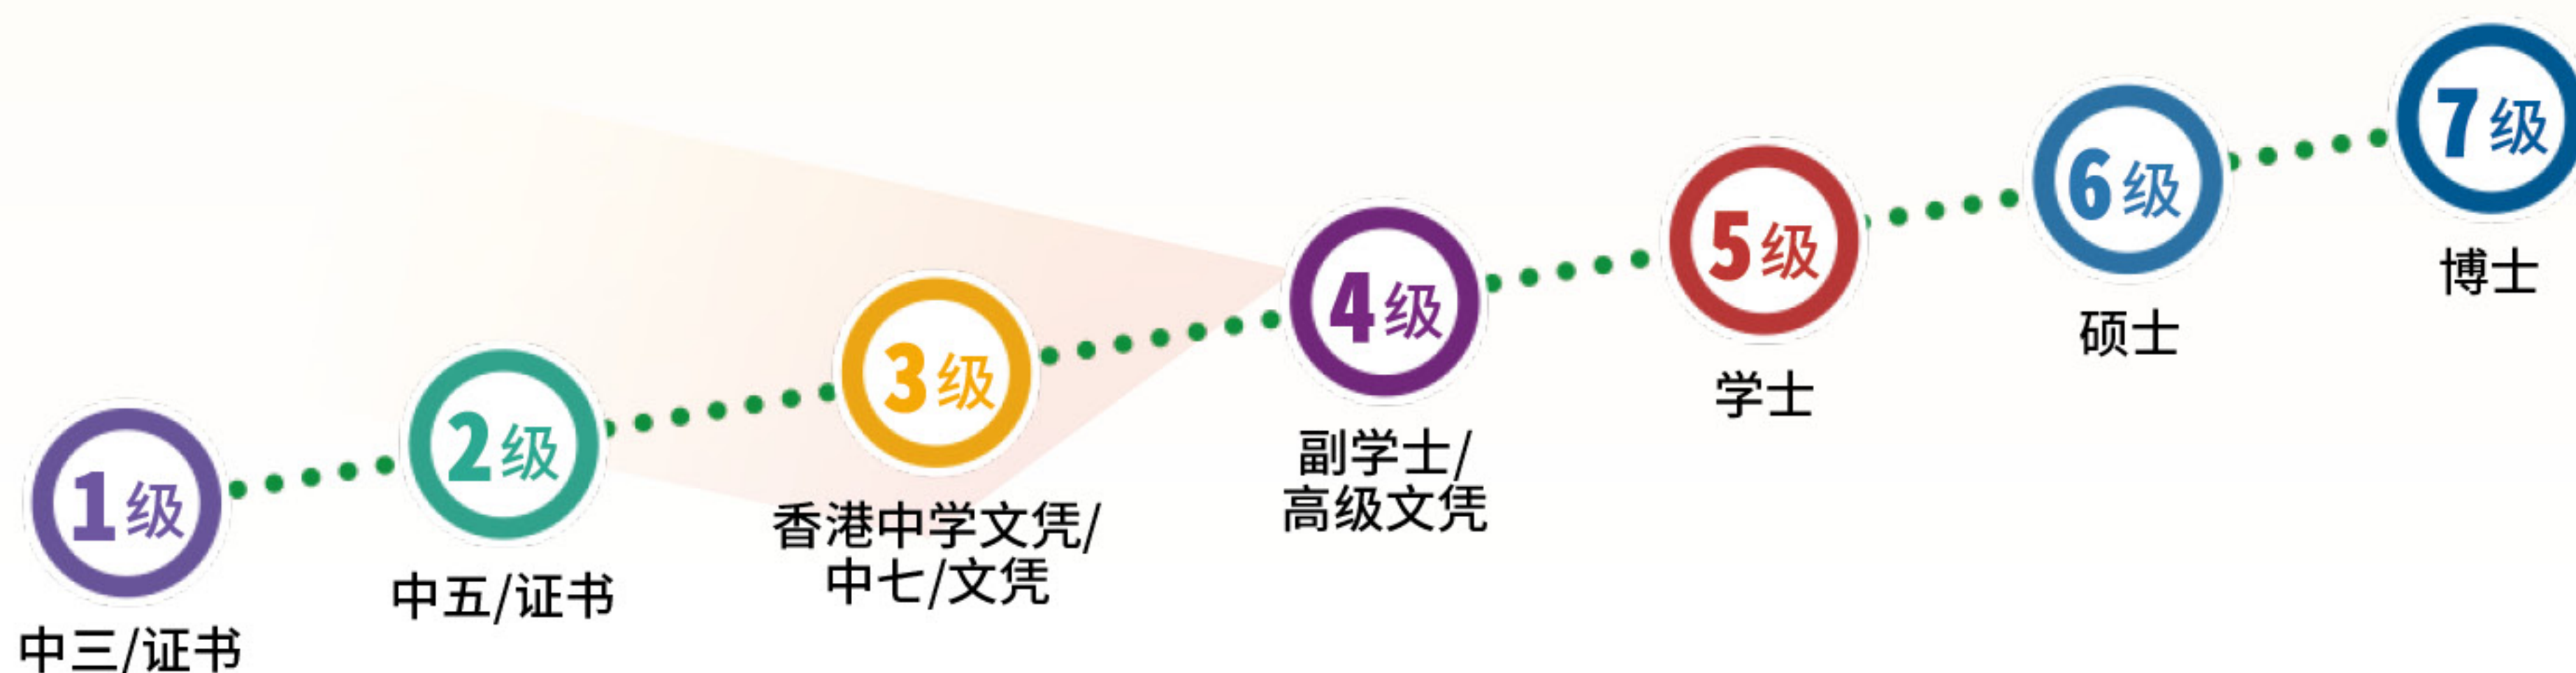 1级
中三/证书
2级
中五/证书
3级
香港中学文凭/
中七/文凭
4级
副学士/
高级文凭
5级
学士
6级
硕士
7级
博士